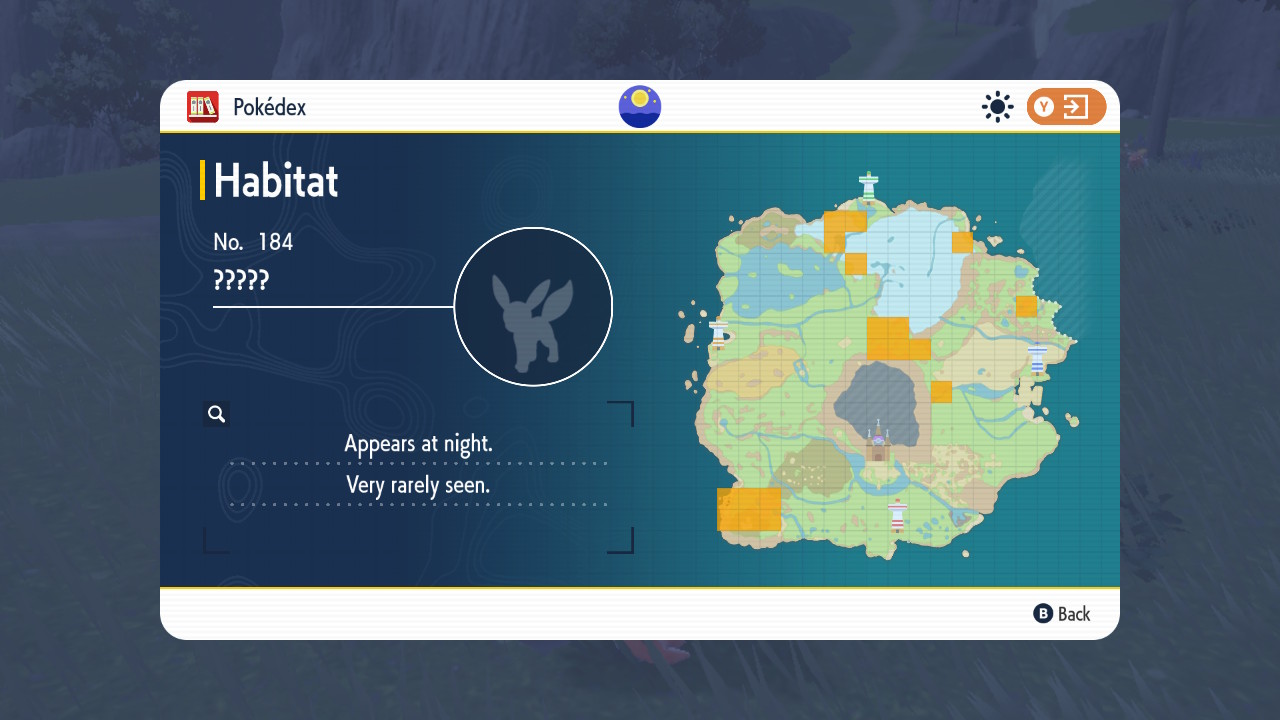 Pokédex
Y
Habitat
No. 184
?????
Appears at night.
Very rarely seen.
B Back